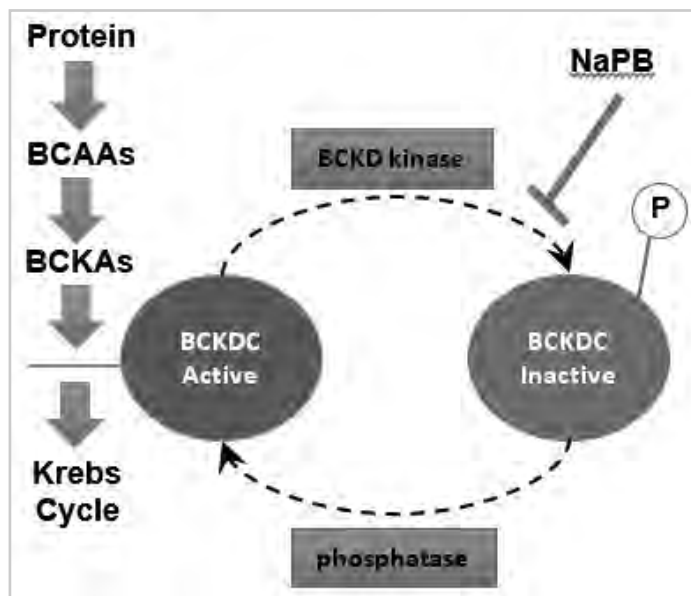 Protein
NaPB
BCAAs
BCKD kinase
P
BCKAs
BCKDC
Active
BCKDC
Inactive
Krebs
Cycle
phosphatase